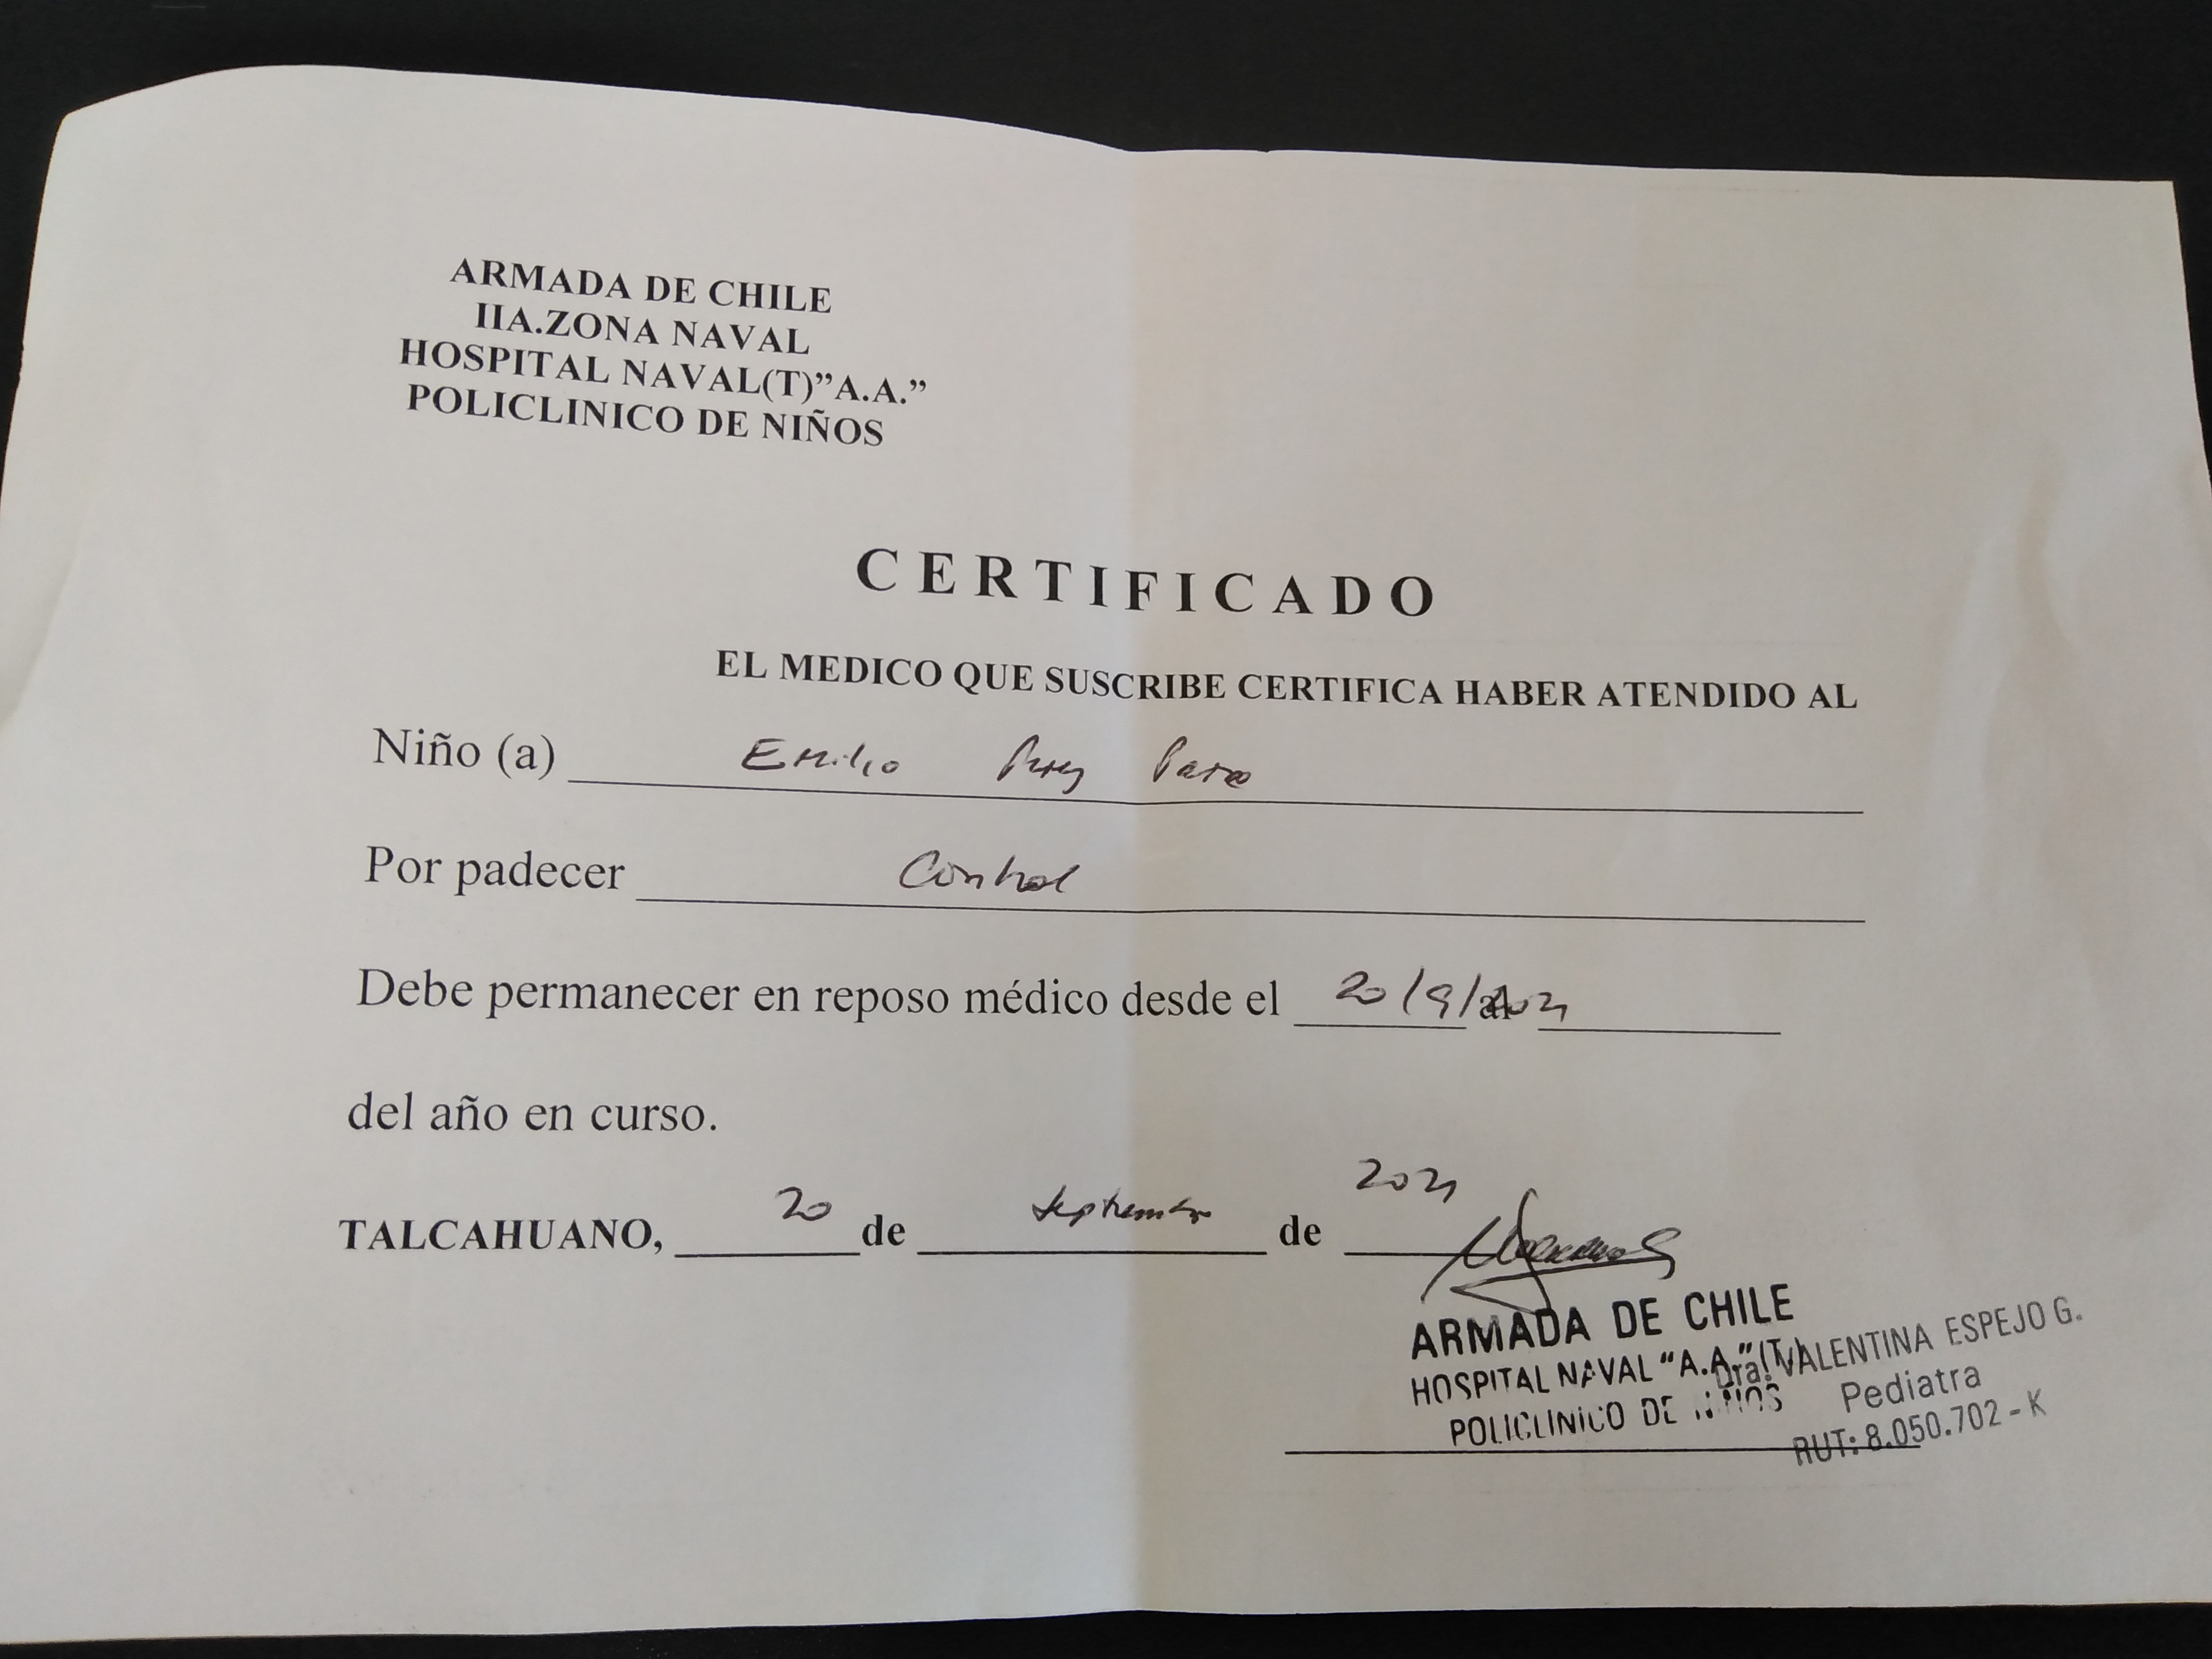 ARMADA DE CHILE
IIA.ZONA NAVAL
HOSPITAL NAVAL(T)”A.A.”
POLICLINICO DE NIÑOS
CERTIFICADO
EL MEDICO QUE SUSCRIBE CERTIFICA HABER ATENDIDO AL
Niño (a) Emilio
Por padecer Control
Debe permanecer en reposo médico desde el 20/9/2021 al
del año en curso.
TALCAHUANO, 20 de Septiembre de 2021
ARMADA DE CHILE
HOSPITAL NAVAL "A.A." (T)
POLICLINICO DE NIÑOS
Dra. VALENTINA ESPEJO G.
Pediatra
RUT: 8.050.702 - K